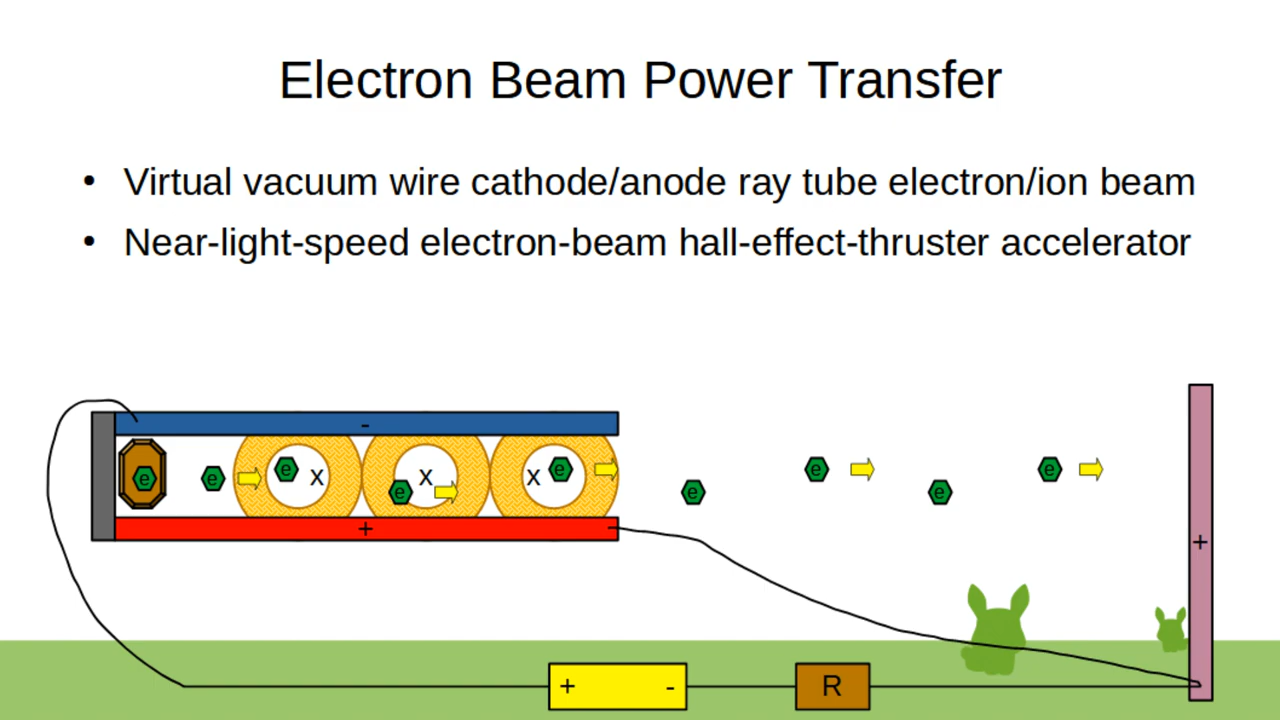 Electron Beam Power Transfer
• Virtual vacuum wire cathode/anode ray tube electron/ion beam
• Near-light-speed electron-beam hall-effect-thruster accelerator
-
e e e x e x x e e e e e
+
+
+ - R